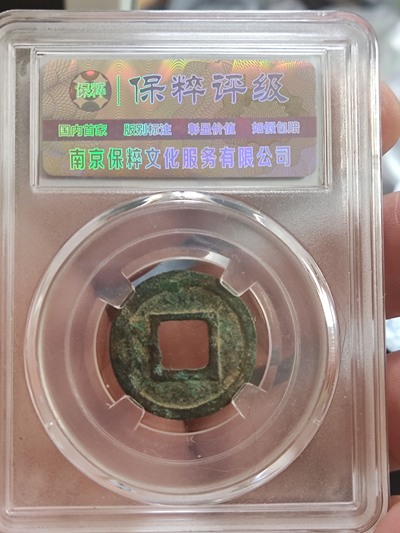 保粹 保粹评级
国内首家 版别标注 彰显价值 如假包赔
南京保粹文化服务有限公司